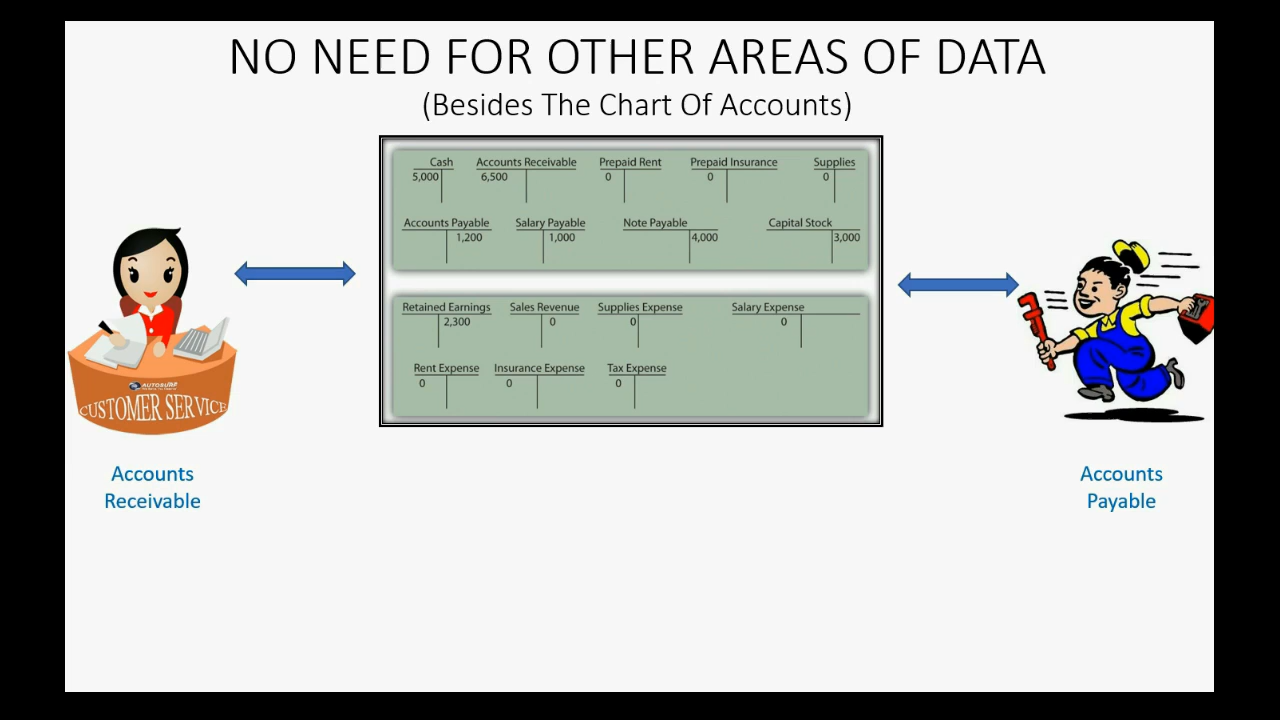 NO NEED FOR OTHER AREAS OF DATA
(Besides The Chart Of Accounts)
Cash Accounts Receivable Prepaid Rent Prepaid Insurance Supplies
5,000 6,500 0 0 0
Accounts Payable Salary Payable Note Payable Capital Stock
1,200 1,000 4,000 3,000
Retained Earnings Sales Revenue Supplies Expense Salary Expense
2,300 0 0 0
Rent Expense Insurance Expense Tax Expense
0 0 0
AUTOSURF
CUSTOMER SERVICE
Accounts
Receivable
Accounts
Payable